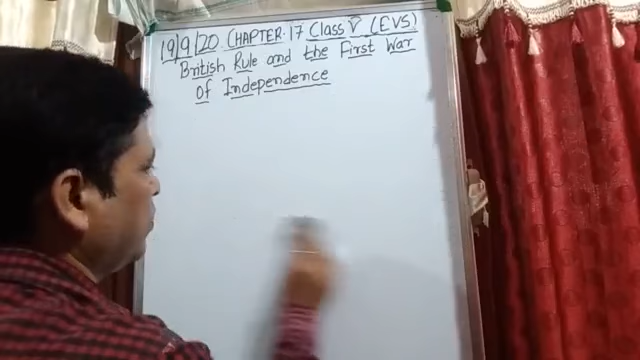 19/9/20 CHAPTER 17 Class V (EVS)
British Rule and the First War
Of Independence